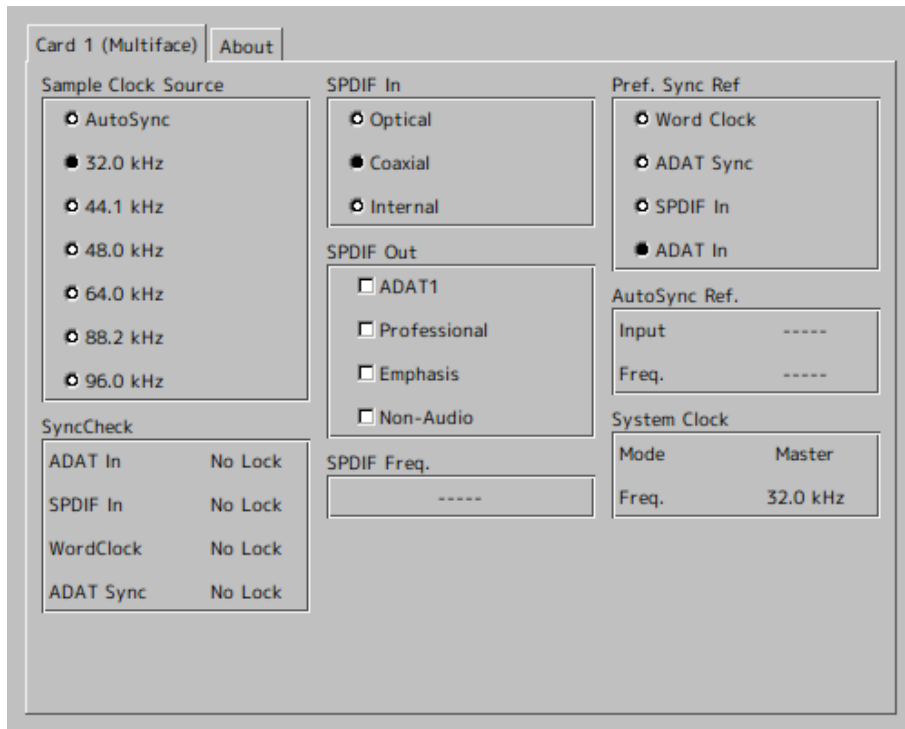 Card 1 (Multiface)
About
Sample Clock Source
AutoSync
32.0 kHz
44.1 kHz
48.0 kHz
64.0 kHz
88.2 kHz
96.0 kHz
SyncCheck
ADAT In No Lock
SPDIF In No Lock
WordClock No Lock
ADAT Sync No Lock
SPDIF In
Optical
Coaxial
Internal
SPDIF Out
ADAT1
Professional
Emphasis
Non-Audio
SPDIF Freq.
-----
Pref. Sync Ref
Word Clock
ADAT Sync
SPDIF In
ADAT In
AutoSync Ref.
Input -----
Freq. -----
System Clock
Mode Master
Freq. 32.0 kHz